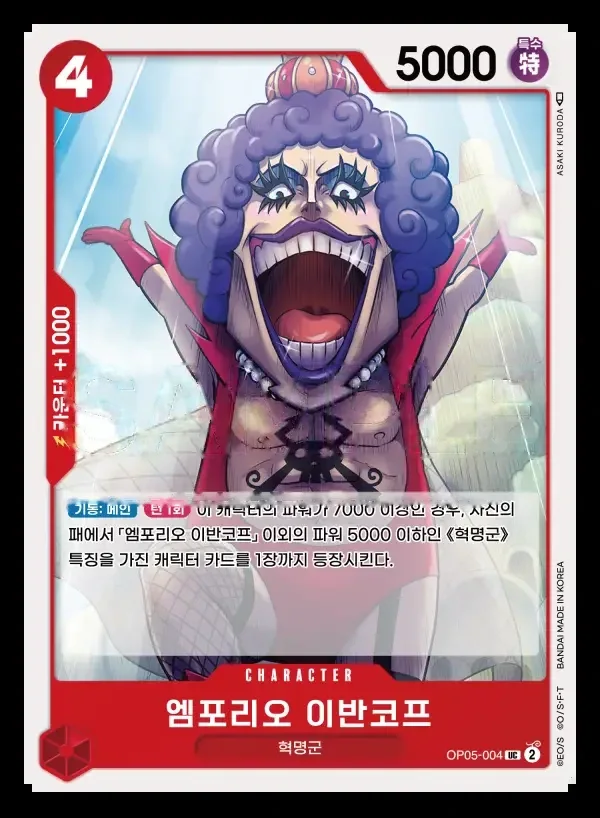 4
5000
특수
特
ASAKI KURODA
카운터 +1000
기동: 메인 턴 1회 이 캐릭터의 파워가 7000 이상인 경우, 자신의
패에서 「엠포리오 이반코프」 이외의 파워 5000 이하인 《혁명군》
특징을 가진 캐릭터 카드를 1장까지 등장시킨다.
BANDAI MADE IN KOREA
©EO/S ©O/S·F·T
CHARACTER
엠포리오 이반코프
혁명군
OP05-004 UC 2